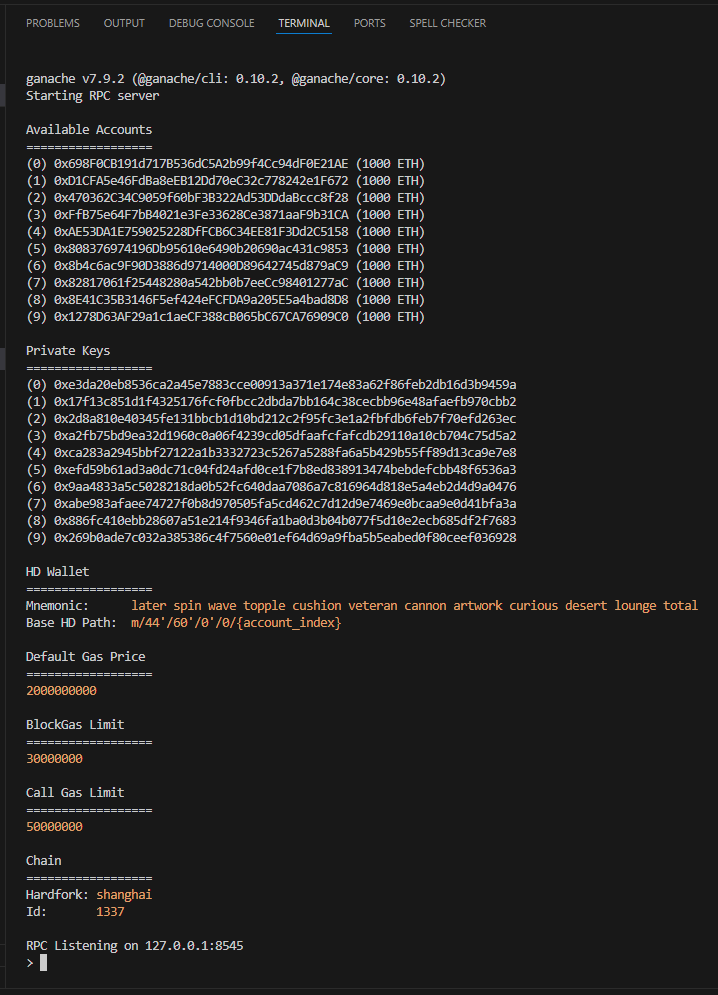 PROBLEMS OUTPUT DEBUG CONSOLE TERMINAL PORTS SPELL CHECKER
ganache v7.9.2 (@ganache/cli: 0.10.2, @ganache/core: 0.10.2)
Starting RPC server
Available Accounts
==================
(0) 0x698F0CB191d717B536dC5A2b99f4Cc94dF0E21AE (1000 ETH)
(1) 0xD1CFA5e46FdBa8eEB12Dd70eC32c778242e1F672 (1000 ETH)
(2) 0x470362C34C9059f60bF3B322Ad53DDdaBccc8f28 (1000 ETH)
(3) 0xFfB75e64F7bB4021e3Fe33628Ce3871aaF9b31CA (1000 ETH)
(4) 0xAE53DA1E759025228DfFCB6C34EE81F3Dd2C5158 (1000 ETH)
(5) 0x808376974196Db95610e6490b20690ac431c9853 (1000 ETH)
(6) 0x8b4c6ac9F90D3886d9714000D89642745d879aC9 (1000 ETH)
(7) 0x82817061f25448280a542bb0b7eeCc98401277aC (1000 ETH)
(8) 0x8E41C35B3146F5ef424eFCFDA9a205E5a4bad8D8 (1000 ETH)
(9) 0x1278D63AF29a1c1aeCF388cB065bC67CA76909C0 (1000 ETH)
Private Keys
==================
(0) 0xe3da20eb8536ca2a45e7883cce00913a371e174e83a62f86feb2db16d3b9459a
(1) 0x17f13c851d1f4325176fcf0fbcc2dbda7bb164c38cecbb96e48afaefb970cbb2
(2) 0x2d8a810e40345fe131bbcb1d10bd212c2f95fc3e1a2fbfdb6feb7f70efd263ec
(3) 0xa2fb75bd9ea32d1960c0a06f4239cd05dfaafcfafcdb29110a10cb704c75d5a2
(4) 0xca283a2945bbf27122a1b3332723c5267a5288fa6a5b429b55ff89d13ca9e7e8
(5) 0xefd59b61ad3a0dc71c04fd24afd0ce1f7b8ed838913474bebdefcbb48f6536a3
(6) 0x9aa4833a5c5028218da0b52fc640daa7086a7c816964d818e5a4eb2d4d9a0476
(7) 0xabe983afaee74727f0b8d970505fa5cd462c7d12d9e7469e0bcaa9e0d41bfa3a
(8) 0x886fc410ebb28607a51e214f9346fa1ba0d3b04b077f5d10e2ecb685df2f7683
(9) 0x269b0ade7c032a385386c4f7560e01ef64d69a9fba5b5eabed0f80ceef036928
HD Wallet
==================
Mnemonic: later spin wave topple cushion veteran cannon artwork curious desert lounge total
Base HD Path: m/44'/60'/0'/0/{account_index}
Default Gas Price
==================
2000000000
BlockGas Limit
==================
30000000
Call Gas Limit
==================
50000000
Chain
==================
Hardfork: shanghai
Id: 1337
RPC Listening on 127.0.0.1:8545
>